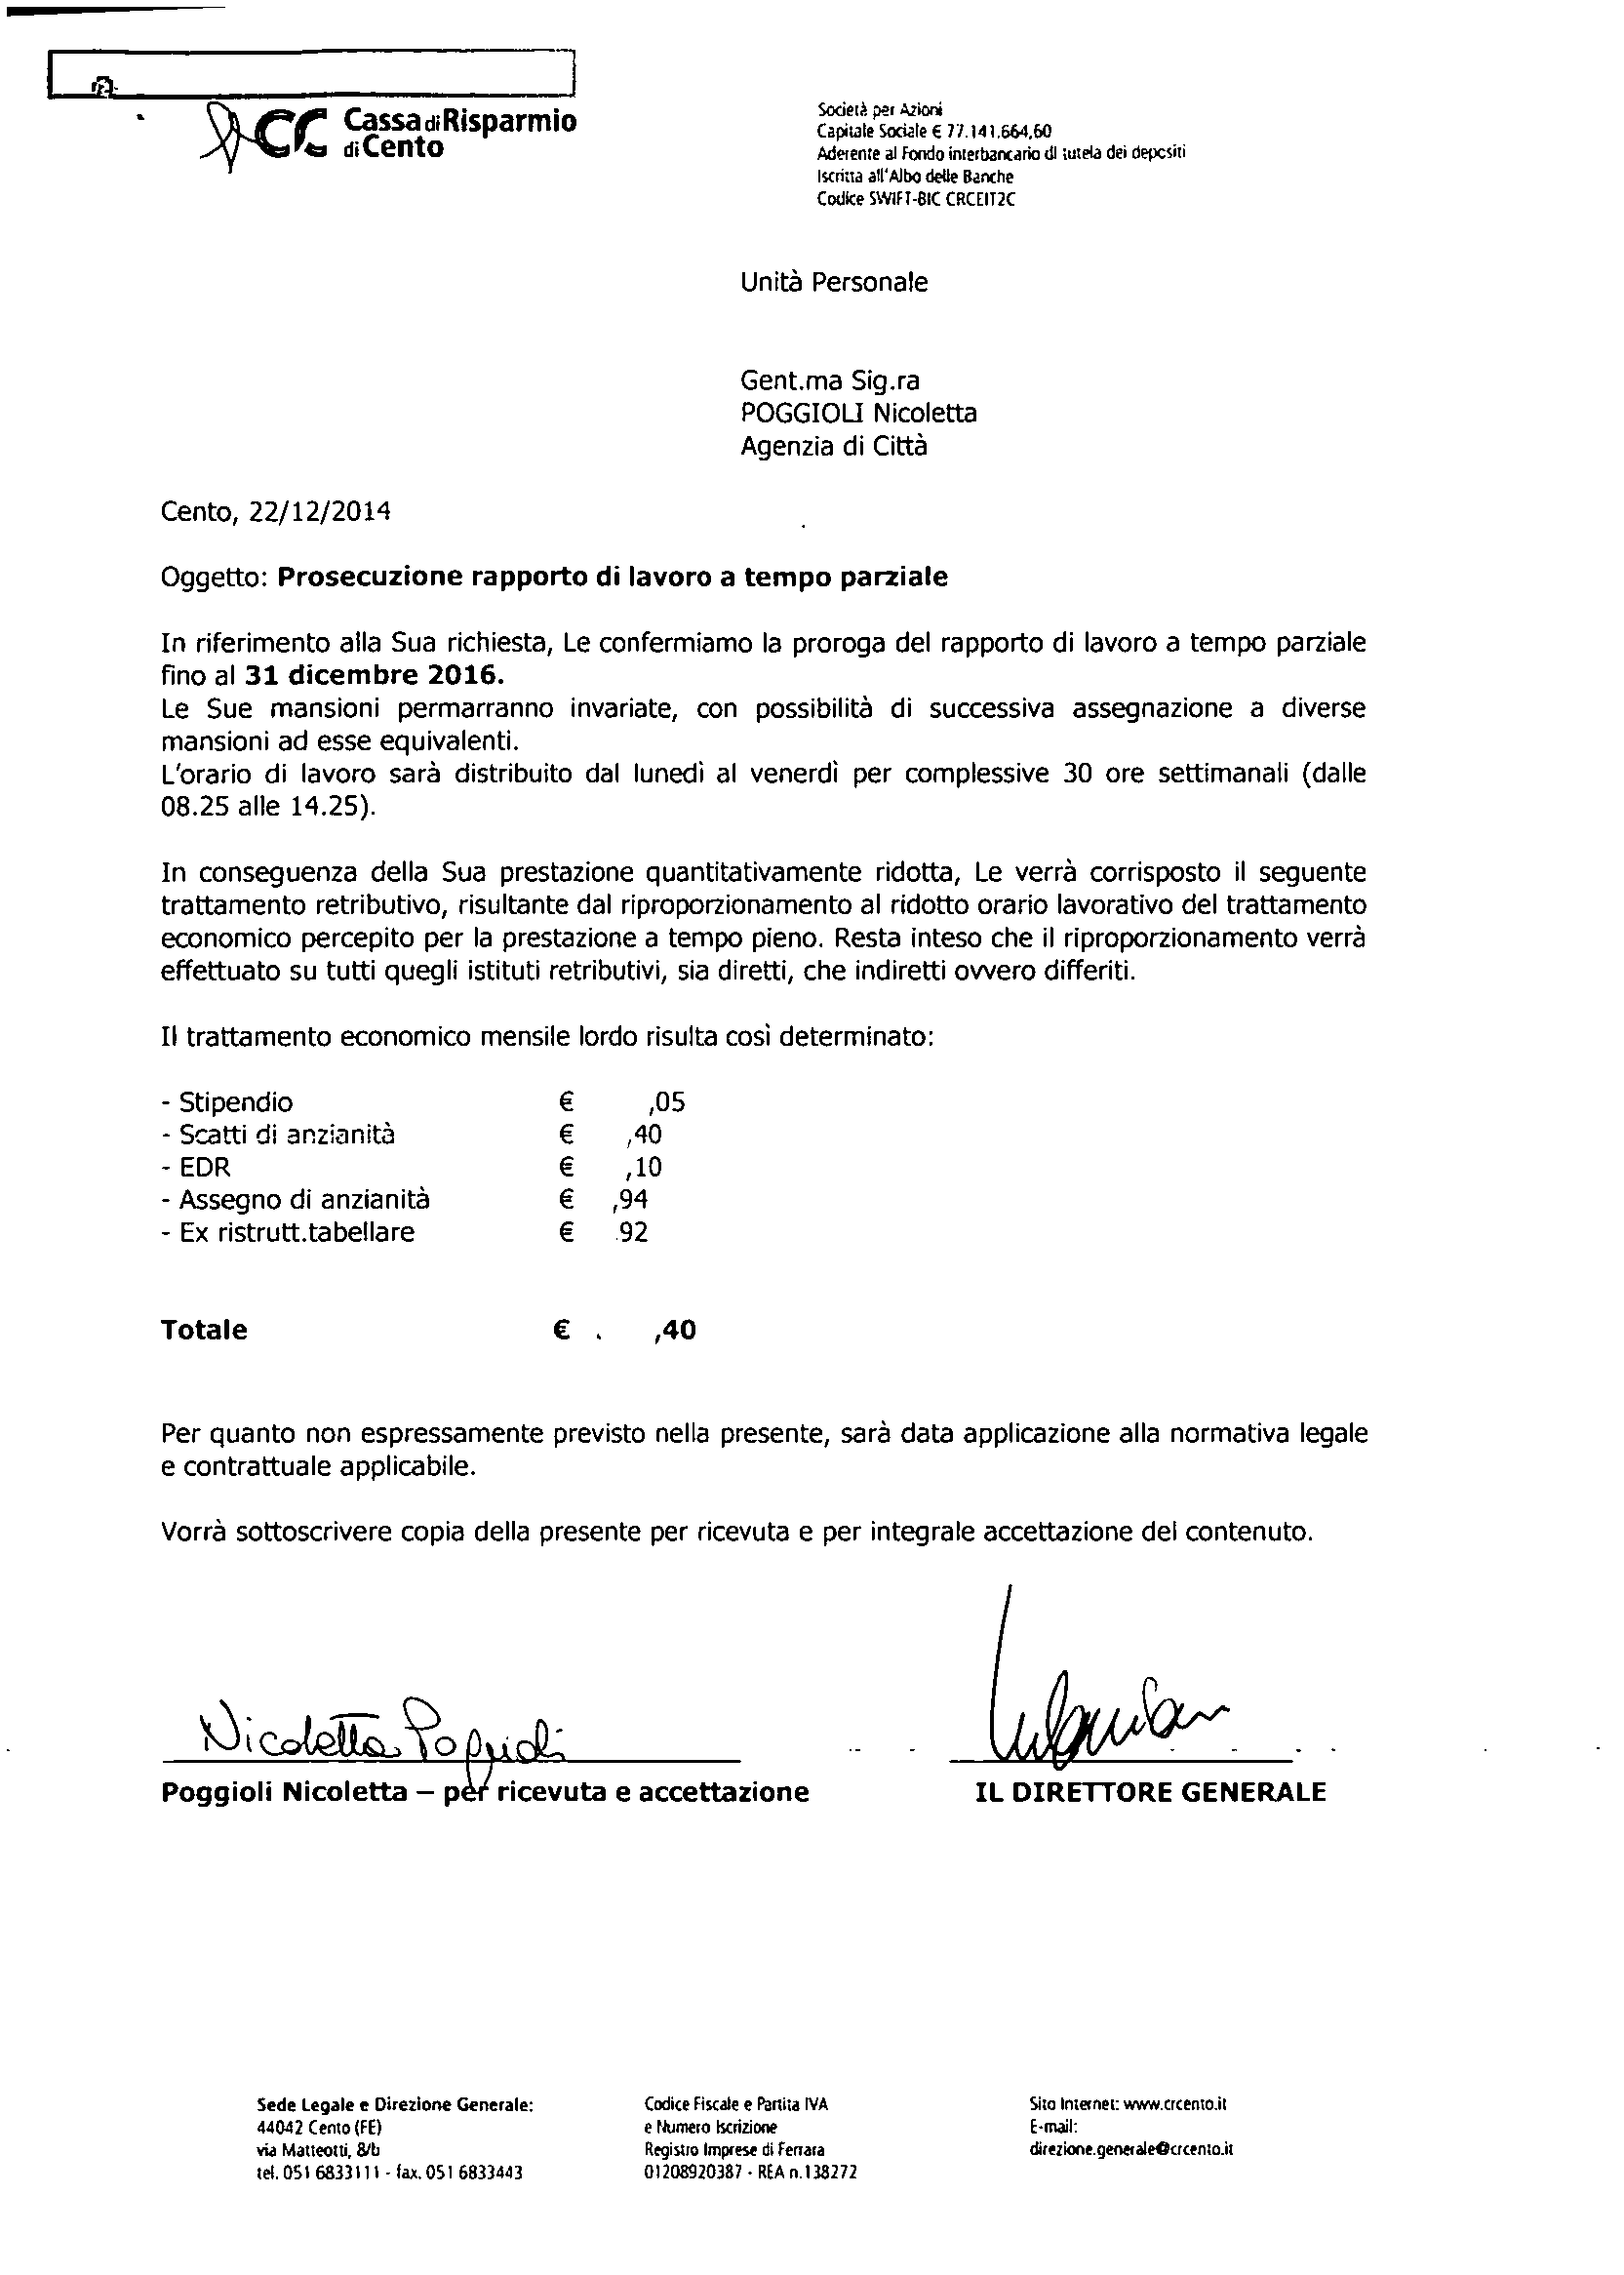 CC Cassa di Risparmio
di Cento
Società per Azioni
Capitale Sociale € 77.141.664,60
Aderente al Fondo interbancario di tutela dei depositi
Iscritta all'Albo delle Banche
Codice SWIFT-BIC CRCEIT2C
Unità Personale
Gent.ma Sig.ra
POGGIOLI Nicoletta
Agenzia di Città
Cento, 22/12/2014
Oggetto: Prosecuzione rapporto di lavoro a tempo parziale
In riferimento alla Sua richiesta, Le confermiamo la proroga del rapporto di lavoro a tempo parziale
fino al 31 dicembre 2016.
Le Sue mansioni permarranno invariate, con possibilità di successiva assegnazione a diverse
mansioni ad esse equivalenti.
L'orario di lavoro sarà distribuito dal lunedì al venerdì per complessive 30 ore settimanali (dalle
08.25 alle 14.25).
In conseguenza della Sua prestazione quantitativamente ridotta, Le verrà corrisposto il seguente
trattamento retributivo, risultante dal riproporzionamento al ridotto orario lavorativo del trattamento
economico percepito per la prestazione a tempo pieno. Resta inteso che il riproporzionamento verrà
effettuato su tutti quegli istituti retributivi, sia diretti, che indiretti ovvero differiti.
Il trattamento economico mensile lordo risulta così determinato:
- Stipendio € ,05
- Scatti di anzianità € ,40
- EDR € ,10
- Assegno di anzianità € ,94
- Ex ristrutt.tabellare € 92
Totale € . ,40
Per quanto non espressamente previsto nella presente, sarà data applicazione alla normativa legale
e contrattuale applicabile.
Vorrà sottoscrivere copia della presente per ricevuta e per integrale accettazione del contenuto.
Nicoletta Poggioli
Poggioli Nicoletta – per ricevuta e accettazione
IL DIRETTORE GENERALE
Sede Legale e Direzione Generale:
44042 Cento (FE)
via Matteotti, 8/b
tel. 051 6833111 - fax. 051 6833443
Codice Fiscale e Partita IVA
e Numero Iscrizione
Registro Imprese di Ferrara
01208920387 - REA n.138272
Sito Internet: www.crcento.it
E-mail:
direzione.generale@crcento.it